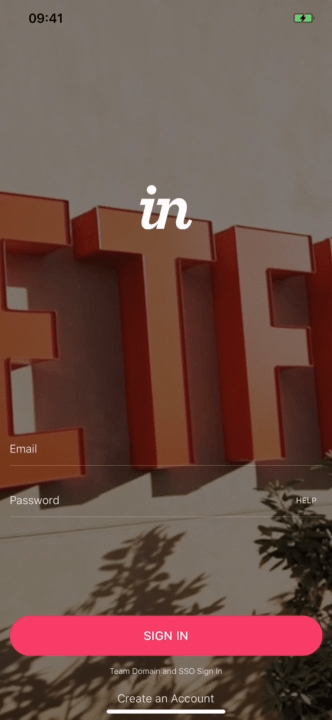 09:41
in
ETF
Email
Password
HELP
SIGN IN
Team Domain and SSO Sign In
Create an Account